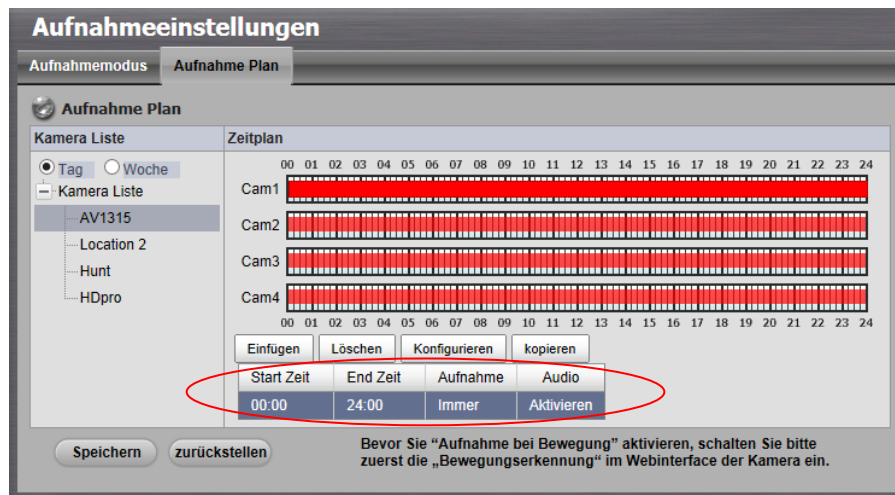 Aufnahmeeinstellungen
Aufnahmemodus Aufnahme Plan
Aufnahme Plan
Kamera Liste Zeitplan
Tag Woche
Kamera Liste
AV1315
Location 2
Hunt
HDpro
00 01 02 03 04 05 06 07 08 09 10 11 12 13 14 15 16 17 18 19 20 21 22 23 24
Cam1
Cam2
Cam3
Cam4
00 01 02 03 04 05 06 07 08 09 10 11 12 13 14 15 16 17 18 19 20 21 22 23 24
Einfügen Löschen Konfigurieren kopieren
Start Zeit End Zeit Aufnahme Audio
00:00 24:00 Immer Aktivieren
Speichern zurückstellen
Bevor Sie “Aufnahme bei Bewegung” aktivieren, schalten Sie bitte
zuerst die „Bewegungserkennung“ im Webinterface der Kamera ein.